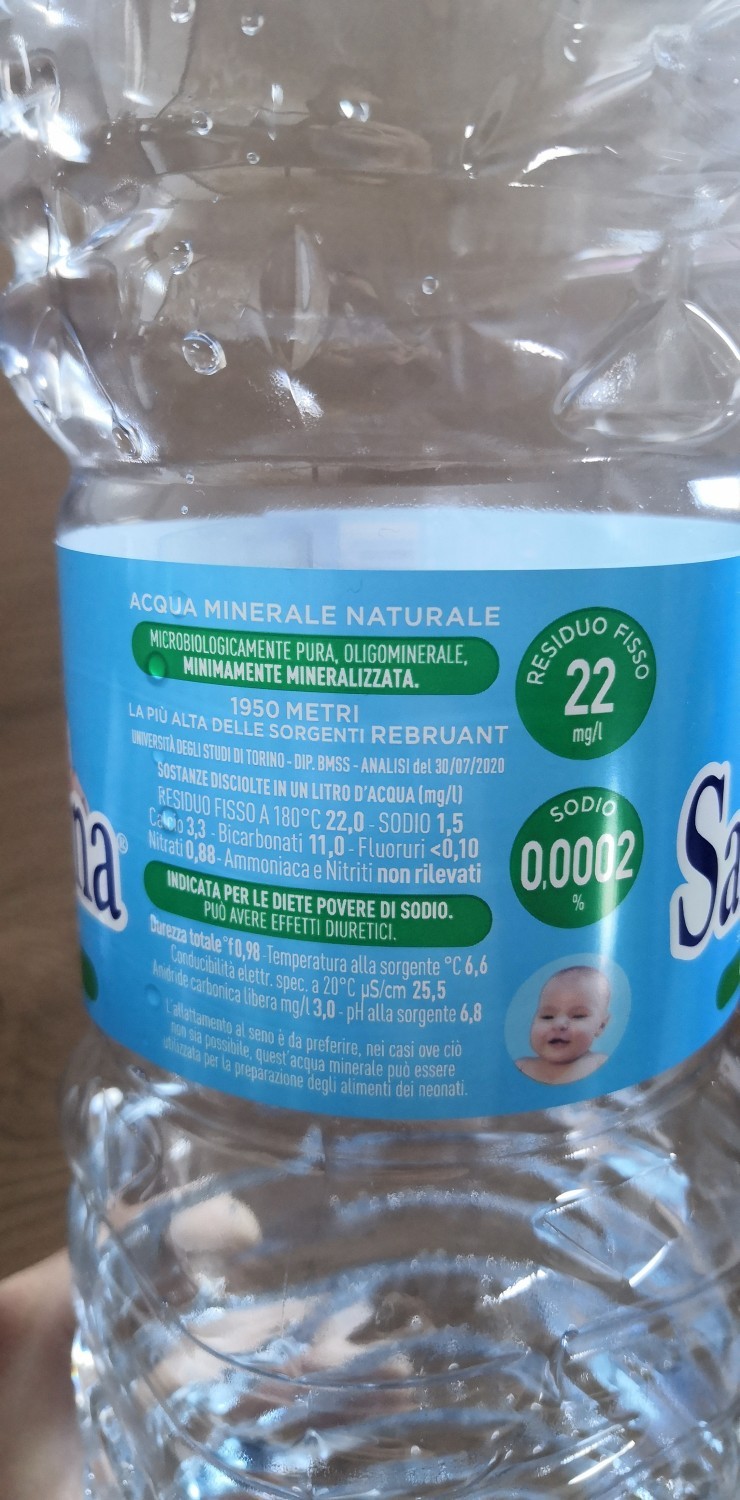 ACQUA MINERALE NATURALE
MICROBIOLOGICAMENTE PURA, OLIGOMINERALE,
MINIMAMENTE MINERALIZZATA.
1950 METRI
LA PIÙ ALTA DELLE SORGENTI REBRUANT
UNIVERSITÀ DEGLI STUDI DI TORINO - DIP. BMSS - ANALISI del 30/07/2020
SOSTANZE DISCIOLTE IN UN LITRO D'ACQUA (mg/l)
RESIDUO FISSO A 180°C 22,0 - SODIO 1,5
3,3 - Bicarbonati 11,0 - Fluoruri <0,10
Nitrati 0,88 - Ammoniaca e Nitriti non rilevati
INDICATA PER LE DIETE POVERE DI SODIO.
PUÒ AVERE EFFETTI DIURETICI.
Durezza totale °f 0,98 - Temperatura alla sorgente °C 6,6
Conducibilità elettr. spec. a 20°C µS/cm 25,5
Anidride carbonica libera mg/l 3,0 - pH alla sorgente 6,8
L'allattamento al seno è da preferire, nei casi ove ciò
non sia possibile, quest'acqua minerale può essere
utilizzata per la preparazione degli alimenti dei neonati.
RESIDUO FISSO
22
mg/l
SODIO
0,0002
%
na®
Sa